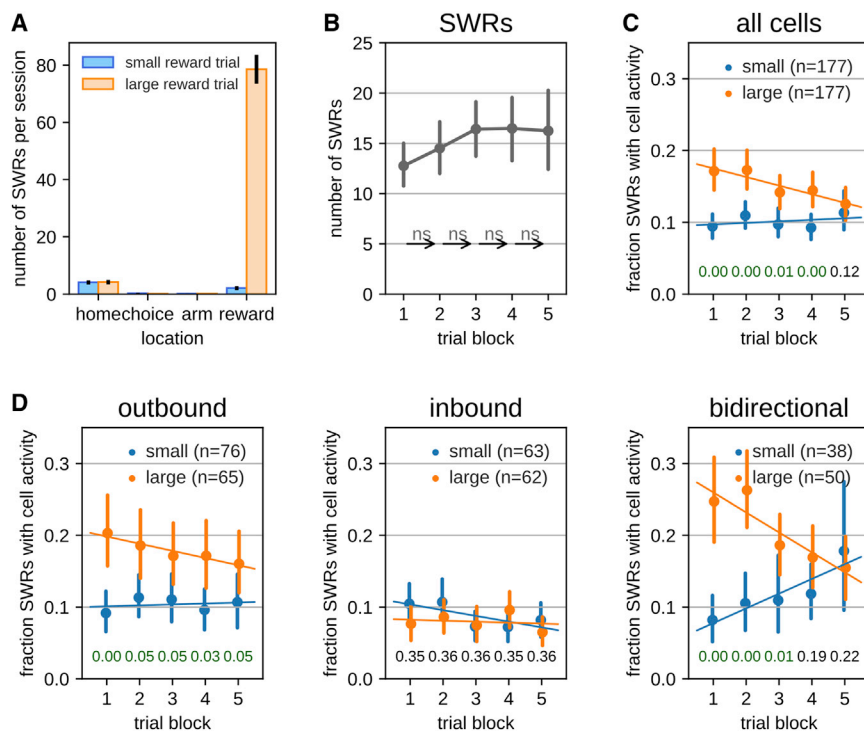 A
number of SWRs per session
80
60
40
20
0
small reward trial
large reward trial
home
choice
arm
reward
location
B
SWRs
number of SWRs
25
20
15
10
5
0
ns ns ns ns
1 2 3 4 5
trial block
C
all cells
fraction SWRs with cell activity
0.3
0.2
0.1
0.0
small (n=177)
large (n=177)
0.00 0.00 0.01 0.00 0.12
1 2 3 4 5
trial block
D
outbound
fraction SWRs with cell activity
0.3
0.2
0.1
0.0
small (n=76)
large (n=65)
0.00 0.05 0.05 0.03 0.05
1 2 3 4 5
trial block
inbound
fraction SWRs with cell activity
0.3
0.2
0.1
0.0
small (n=63)
large (n=62)
0.35 0.36 0.36 0.35 0.36
1 2 3 4 5
trial block
bidirectional
fraction SWRs with cell activity
0.3
0.2
0.1
0.0
small (n=38)
large (n=50)
0.00 0.00 0.01 0.19 0.22
1 2 3 4 5
trial block